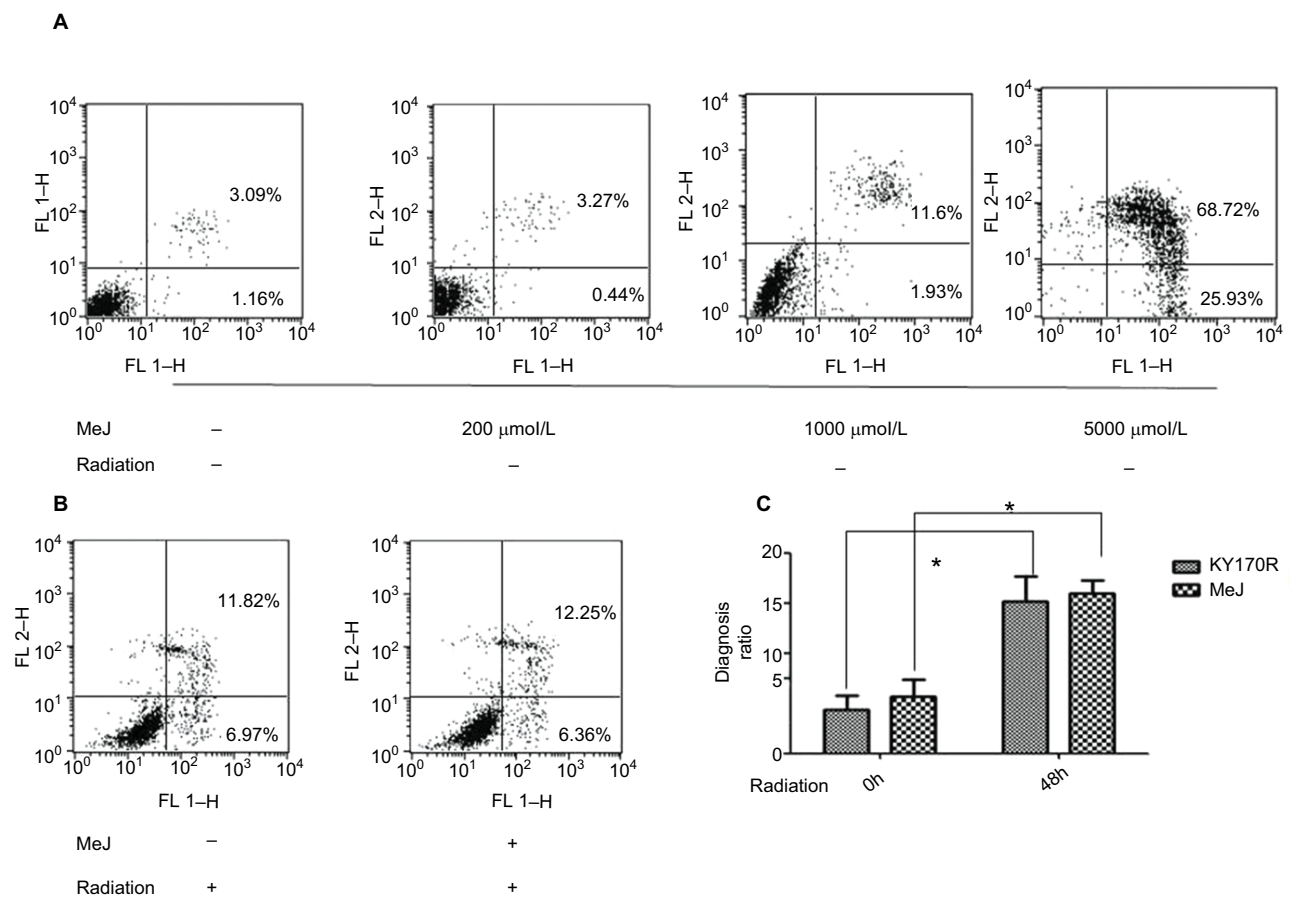 A
10⁴ 10³ 10² 10¹ 10⁰
FL 1–H
3.09%
1.16%
10⁰ 10¹ 10² 10³ 10⁴
FL 1–H
10⁴ 10³ 10² 10¹ 10⁰
FL 2–H
3.27%
0.44%
10⁰ 10¹ 10² 10³ 10⁴
FL 1–H
10⁴ 10³ 10² 10¹ 10⁰
FL 2–H
11.6%
1.93%
10⁰ 10¹ 10² 10³ 10⁴
FL 1–H
10⁴ 10³ 10² 10¹ 10⁰
FL 2–H
68.72%
25.93%
10⁰ 10¹ 10² 10³ 10⁴
FL 1–H
MeJ – 200 μmol/L 1000 μmol/L 5000 μmol/L
Radiation – – – –
B
10⁴ 10³ 10² 10¹ 10⁰
FL 2–H
11.82%
6.97%
10⁰ 10¹ 10² 10³ 10⁴
FL 1–H
10⁴ 10³ 10² 10¹ 10⁰
FL 2–H
12.25%
6.36%
10⁰ 10¹ 10² 10³ 10⁴
FL 1–H
MeJ – +
Radiation + +
C
*
*
20
15
10
5
0
Diagnosis
ratio
KY170R
MeJ
Radiation 0h 48h